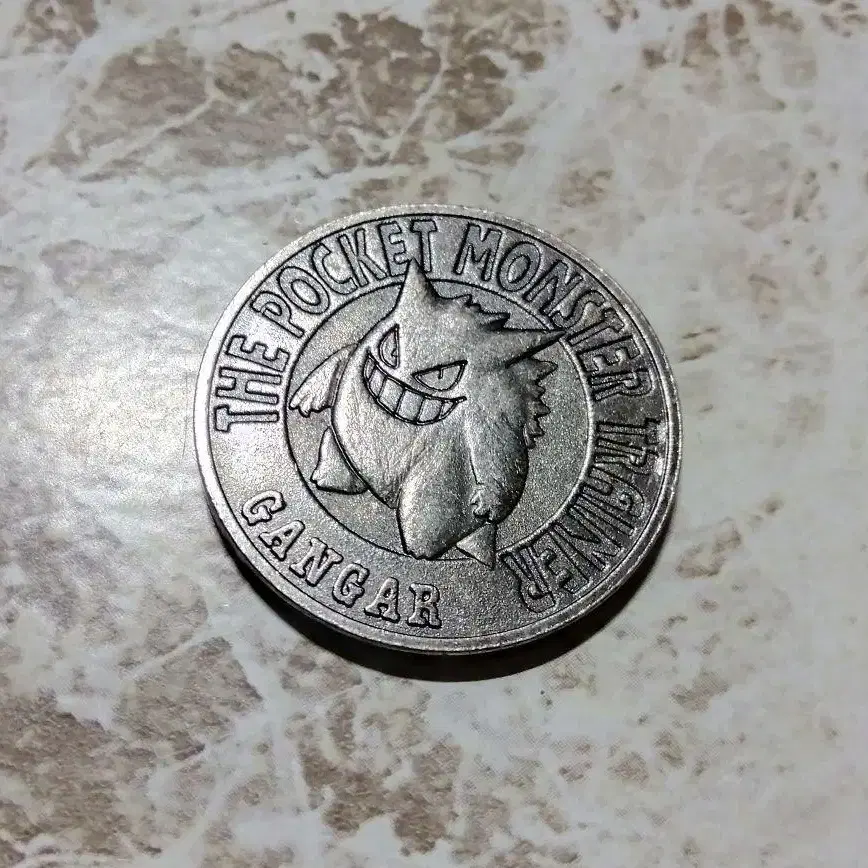 THE POCKET MONSTER TRAINER
GANGAR